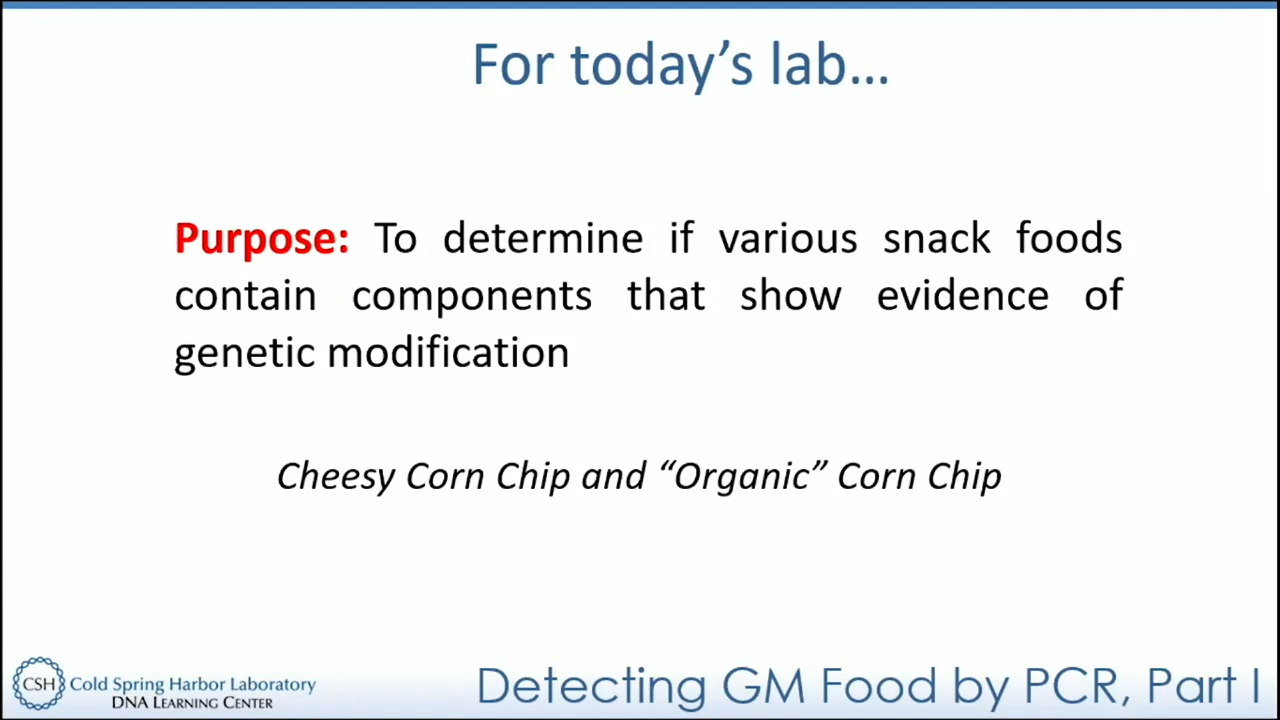 For today’s lab...
Purpose: To determine if various snack foods
contain components that show evidence of
genetic modification
Cheesy Corn Chip and “Organic” Corn Chip
CSH Cold Spring Harbor Laboratory
DNA LEARNING CENTER
Detecting GM Food by PCR, Part I